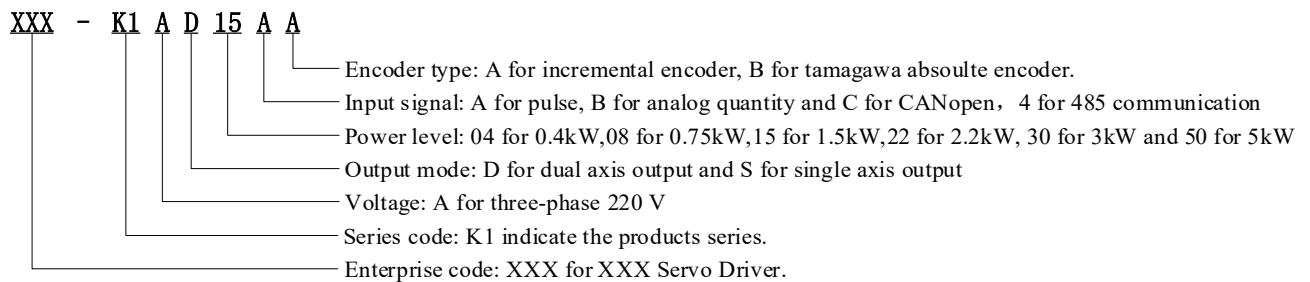 XXX - K1 A D 15 A A
Encoder type: A for incremental encoder, B for tamagawa absoulte encoder.
Input signal: A for pulse, B for analog quantity and C for CANopen，4 for 485 communication
Power level: 04 for 0.4kW,08 for 0.75kW,15 for 1.5kW,22 for 2.2kW, 30 for 3kW and 50 for 5kW
Output mode: D for dual axis output and S for single axis output
Voltage: A for three-phase 220 V
Series code: K1 indicate the products series.
Enterprise code: XXX for XXX Servo Driver.